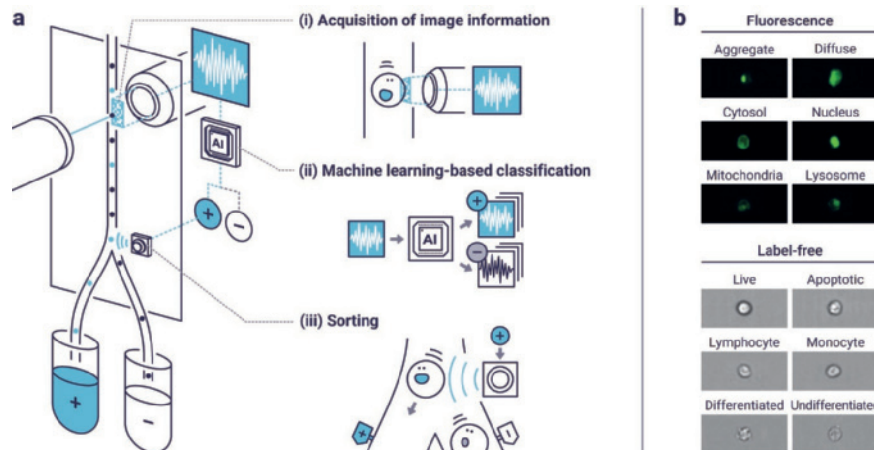 a
(i) Acquisition of image information
AI
(ii) Machine learning-based classification
+
−
+
AI
−
(iii) Sorting
+
+
−
+
−
b
Fluorescence
Aggregate Diffuse
Cytosol Nucleus
Mitochondria Lysosome
Label-free
Live Apoptotic
Lymphocyte Monocyte
Differentiated Undifferentiated